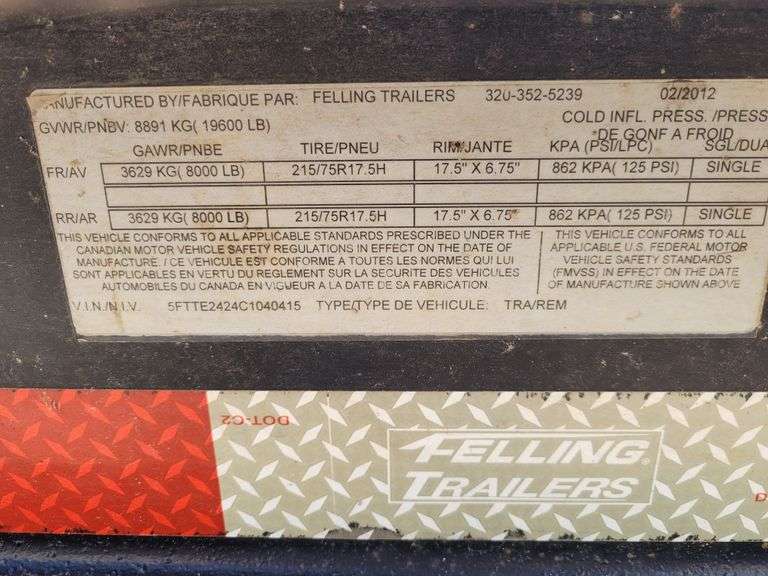 MANUFACTURED BY/FABRIQUE PAR: FELLING TRAILERS 320-352-5239 02/2012
GVWR/PNBV: 8891 KG( 19600 LB) COLD INFL. PRESS. /PRESS
DE GONF A FROID
GAWR/PNBE TIRE/PNEU RIM/JANTE KPA (PSI/LPC) SGL/DUA
FR/AV 3629 KG( 8000 LB) 215/75R17.5H 17.5" X 6.75" 862 KPA( 125 PSI) SINGLE
RR/AR 3629 KG( 8000 LB) 215/75R17.5H 17.5" X 6.75" 862 KPA( 125 PSI) SINGLE
THIS VEHICLE CONFORMS TO ALL APPLICABLE STANDARDS PRESCRIBED UNDER THE
CANADIAN MOTOR VEHICLE SAFETY REGULATIONS IN EFFECT ON THE DATE OF
MANUFACTURE / CE VEHICULE EST CONFORME A TOUTES LES NORMES QUI LUI
SONT APPLICABLES EN VERTU DU REGLEMENT SUR LA SECURITE DES VEHICULES
AUTOMOBILES DU CANADA EN VIGUEUR A LA DATE DE SA FABRICATION.
THIS VEHICLE CONFORMS TO ALL
APPLICABLE U.S. FEDERAL MOTOR
VEHICLE SAFETY STANDARDS
(FMVSS) IN EFFECT ON THE DATE
OF MANUFACTURE SHOWN ABOVE
V.I.N./N.I.V. 5FTTE2424C1040415 TYPE/TYPE DE VEHICULE: TRA/REM
DOT-C2
FELLING®
TRAILERS
D